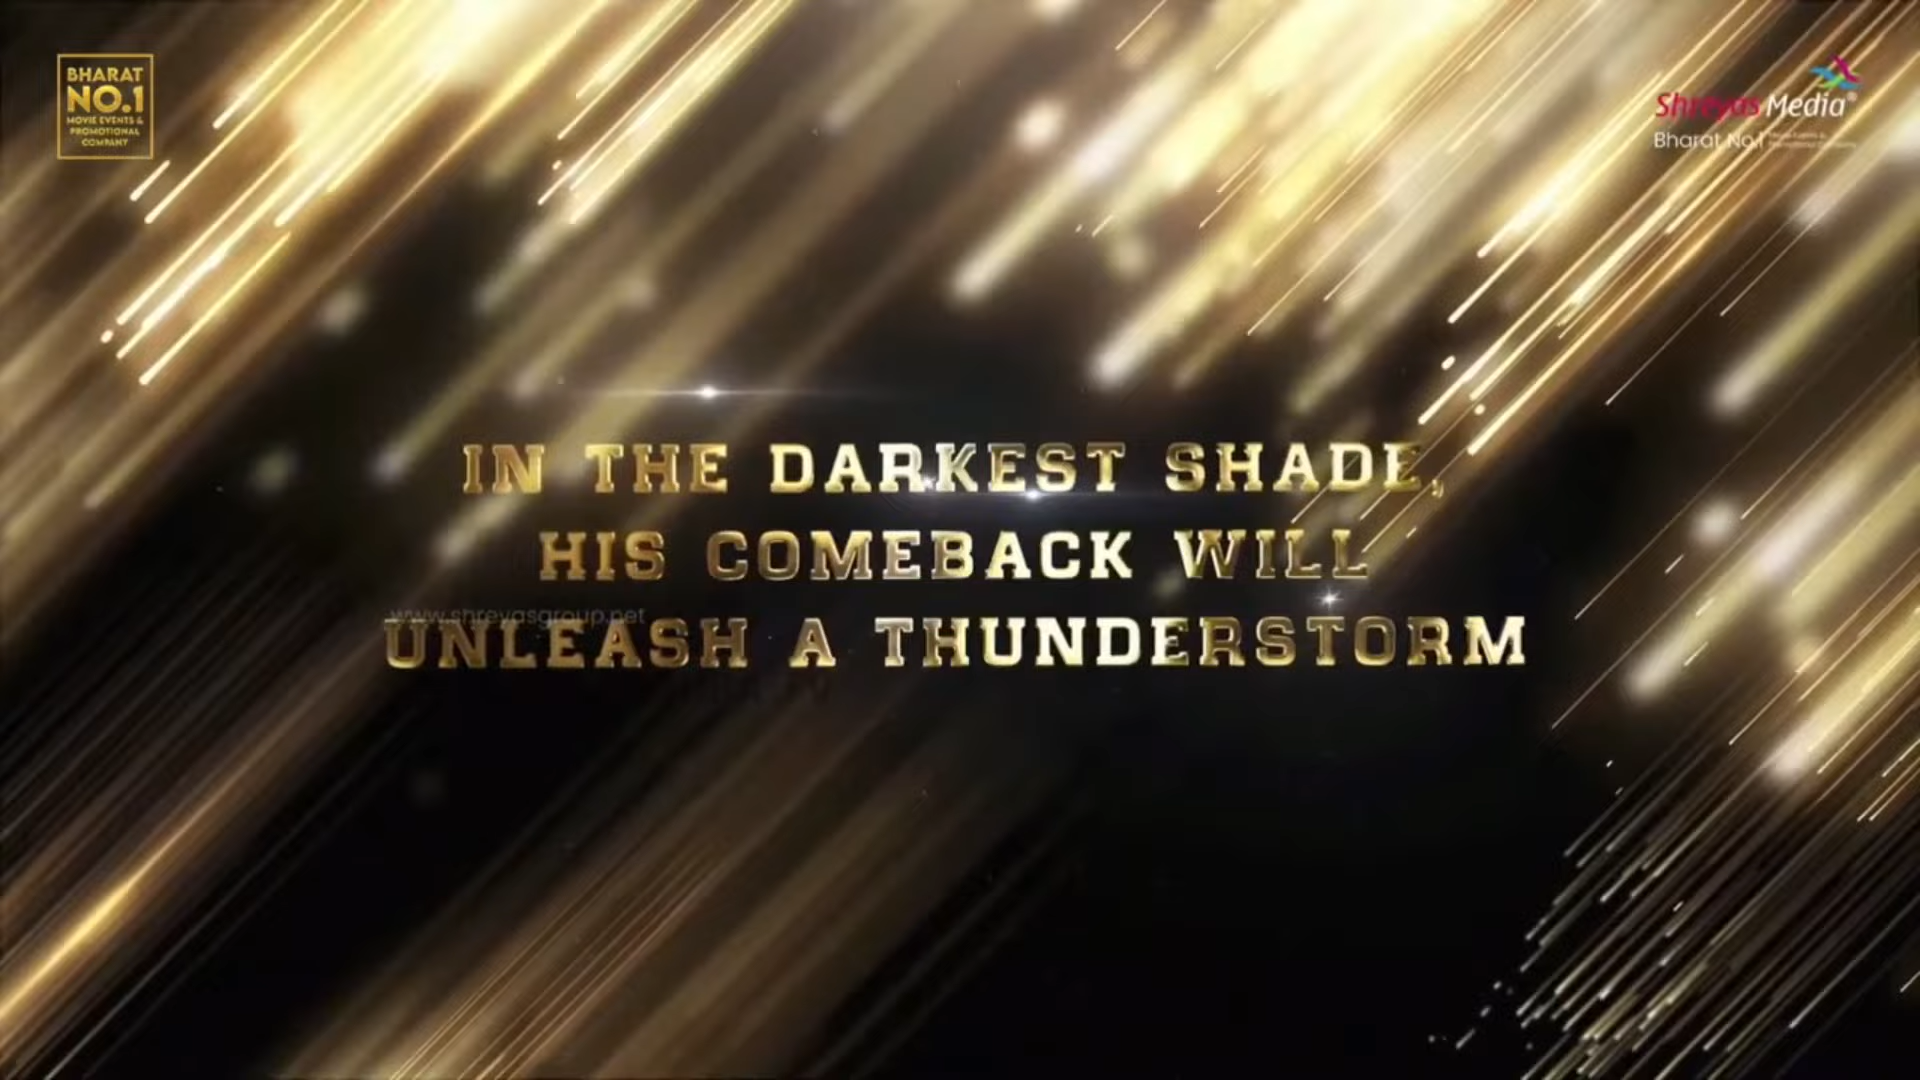 BHARAT
NO.1
MOVIE EVENTS &
PROMOTIONAL
COMPANY
Shreyas Media®
Bharat No.1
IN THE DARKEST SHADE,
HIS COMEBACK WILL
www.shreyasgroup.net
UNLEASH A THUNDERSTORM